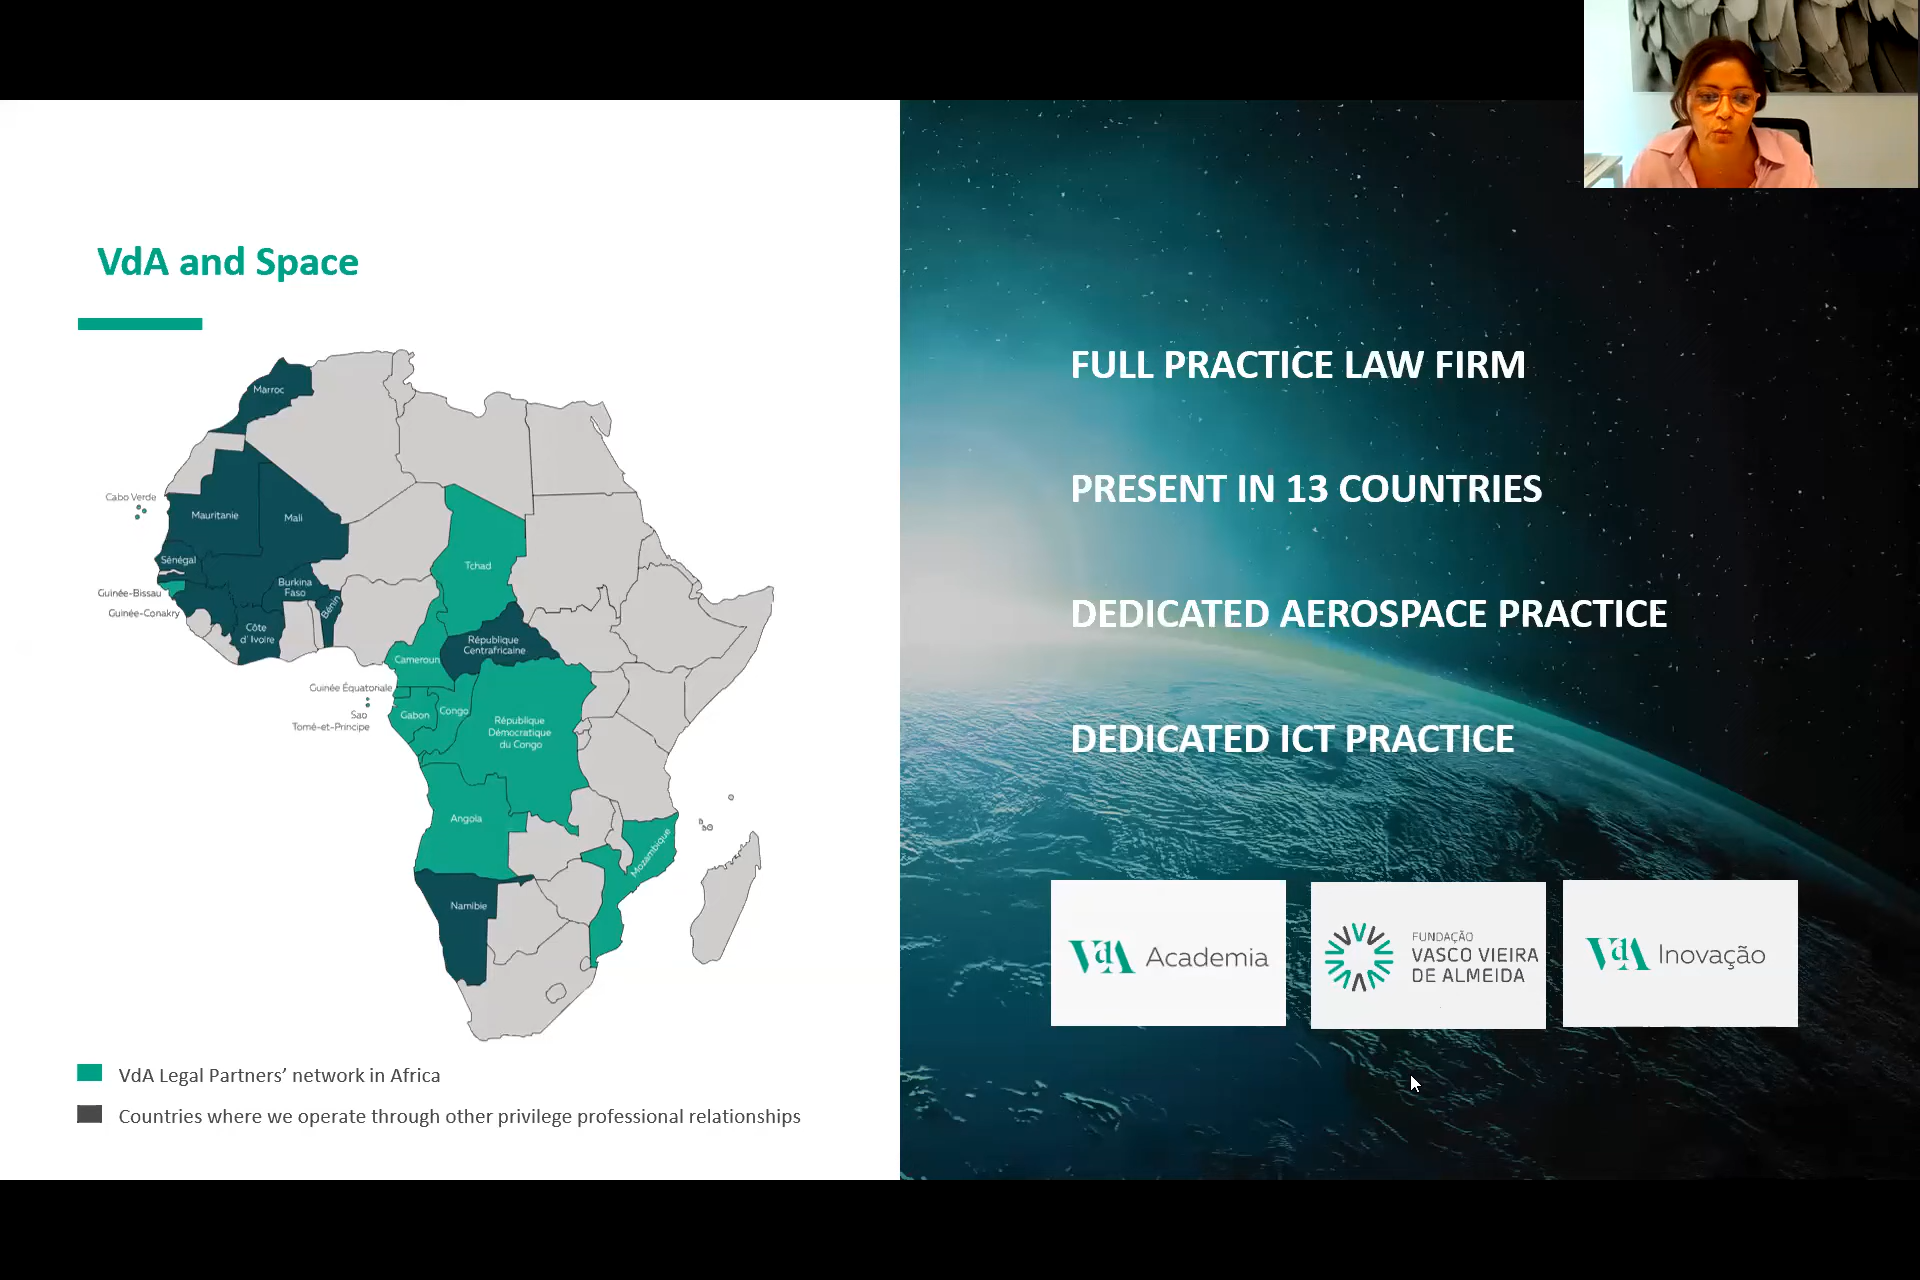 VdA and Space
Marroc
Cabo Verde
Mauritanie
Mali
Sénégal
Guinée-Bissau
Guinée-Conakry
Burkina
Faso
Bénin
Côte
d' Ivoire
Tchad
République
Centrafricaine
Cameroun
Guinée Équatoriale
Sao
Tomé-et-Principe
Gabon
Congo
République
Démocratique
du Congo
Angola
Mozambique
Namibie
VdA Legal Partners’ network in Africa
Countries where we operate through other privilege professional relationships
FULL PRACTICE LAW FIRM
PRESENT IN 13 COUNTRIES
DEDICATED AEROSPACE PRACTICE
DEDICATED ICT PRACTICE
VdA Academia
FUNDAÇÃO
VASCO VIEIRA
DE ALMEIDA
VdA Inovação